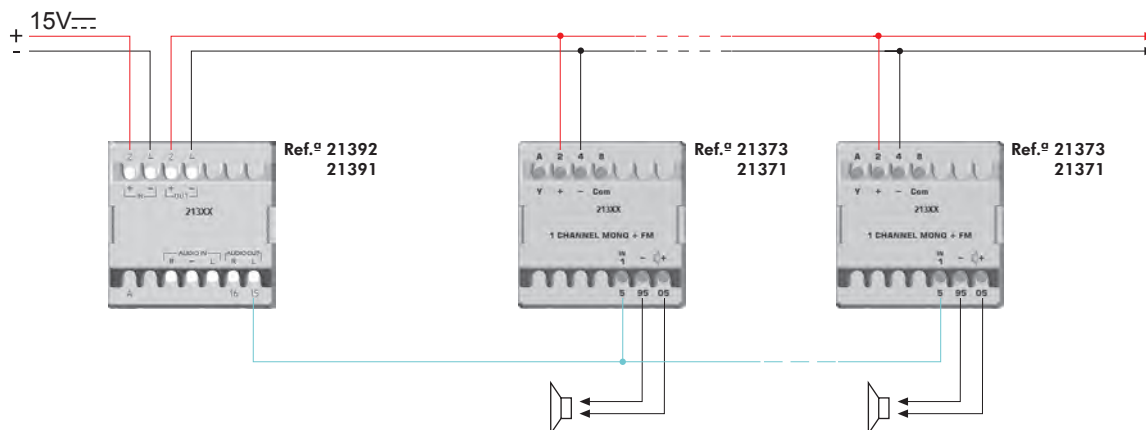 15V
+
-
2 4 2 4
+ - + -
IN OUT
213XX
AUDIO IN AUDIO OUT
R - L R L
A 16 15
Ref.ª 21392
21391
A 2 4 B
Y + - Com
213XX
1 CHANNEL MONO + FM
IN
1 - +
5 95 05
Ref.ª 21373
21371
A 2 4 B
Y + - Com
213XX
1 CHANNEL MONO + FM
IN
1 - +
5 95 05
Ref.ª 21373
21371